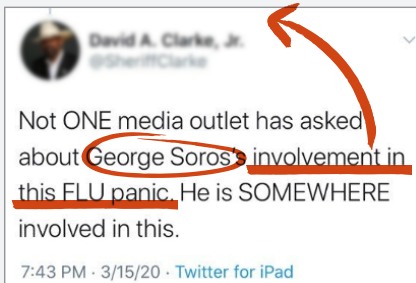 David A. Clarke, Jr.
@SheriffClarke
Not ONE media outlet has asked
about George Soros's involvement in
this FLU panic. He is SOMEWHERE
involved in this.
7:43 PM · 3/15/20 · Twitter for iPad